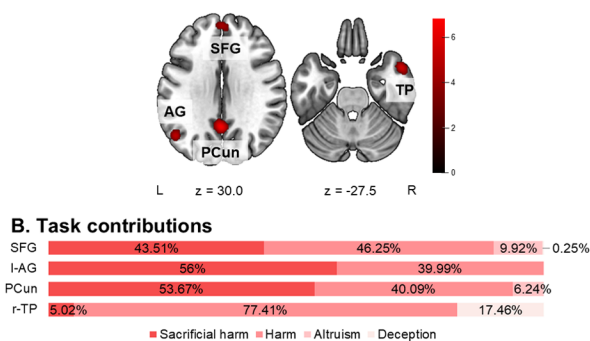 6
SFG
TP
4
AG
2
PCun
0
L z = 30.0 z = -27.5 R
B. Task contributions
SFG 43.51% 46.25% 9.92% 0.25%
l-AG 56% 39.99%
PCun 53.67% 40.09% 6.24%
r-TP 5.02% 77.41% 17.46%
Sacrificial harm Harm Altruism Deception